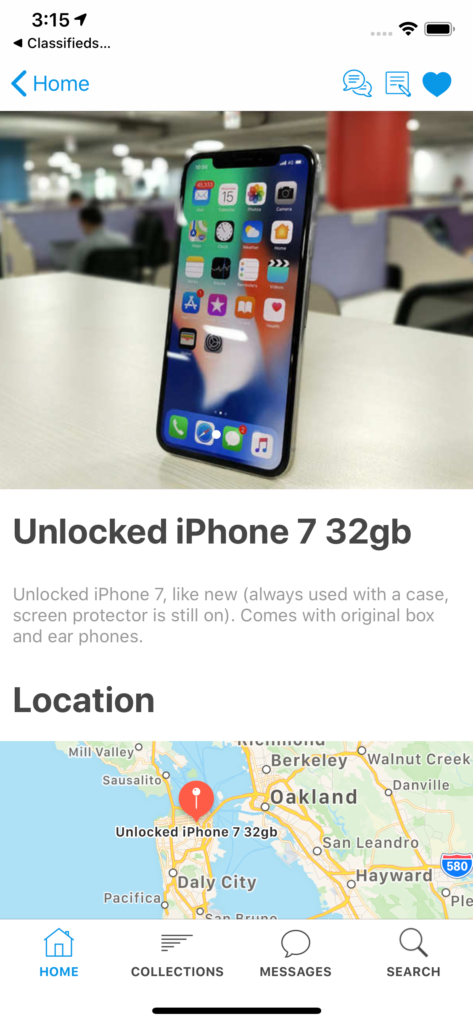 3:15
Classifieds...
Home
Unlocked iPhone 7 32gb
Unlocked iPhone 7, like new (always used with a case,
screen protector is still on). Comes with original box
and ear phones.
Location
Richmond
Mill Valley
Berkeley
Walnut Creek
Sausalito
Danville
Oakland
Unlocked iPhone 7 32gb
San Leandro
580
Daly City
Hayward
Pacifica
San Bruno
HOME
COLLECTIONS
MESSAGES
SEARCH